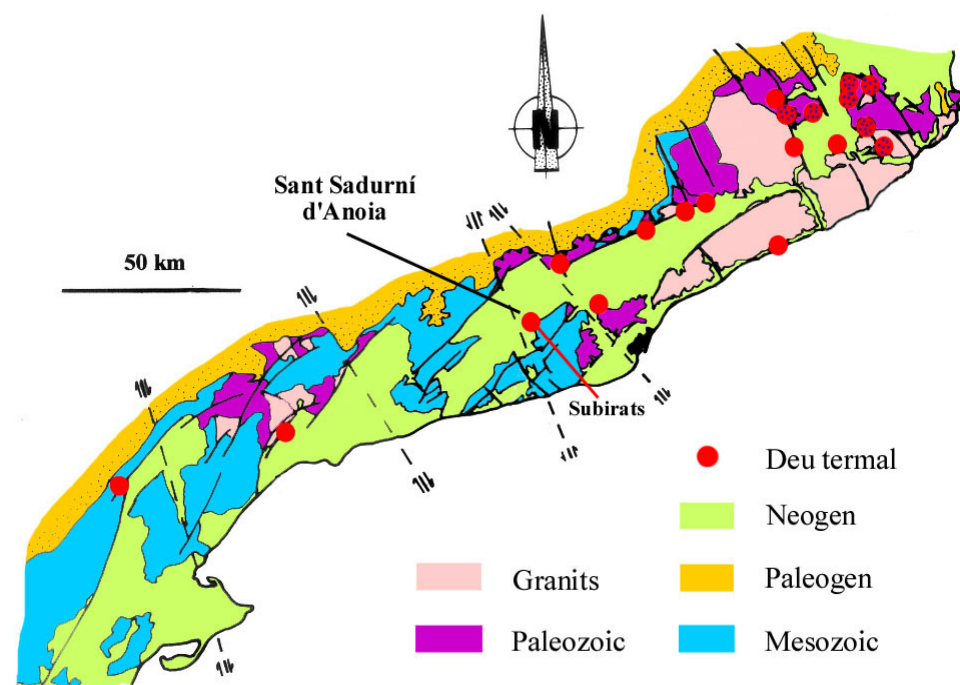 N
Sant Sadurní
d'Anoia
50 km
Subirats
Deu termal
Neogen
Granits
Paleogen
Paleozoic
Mesozoic